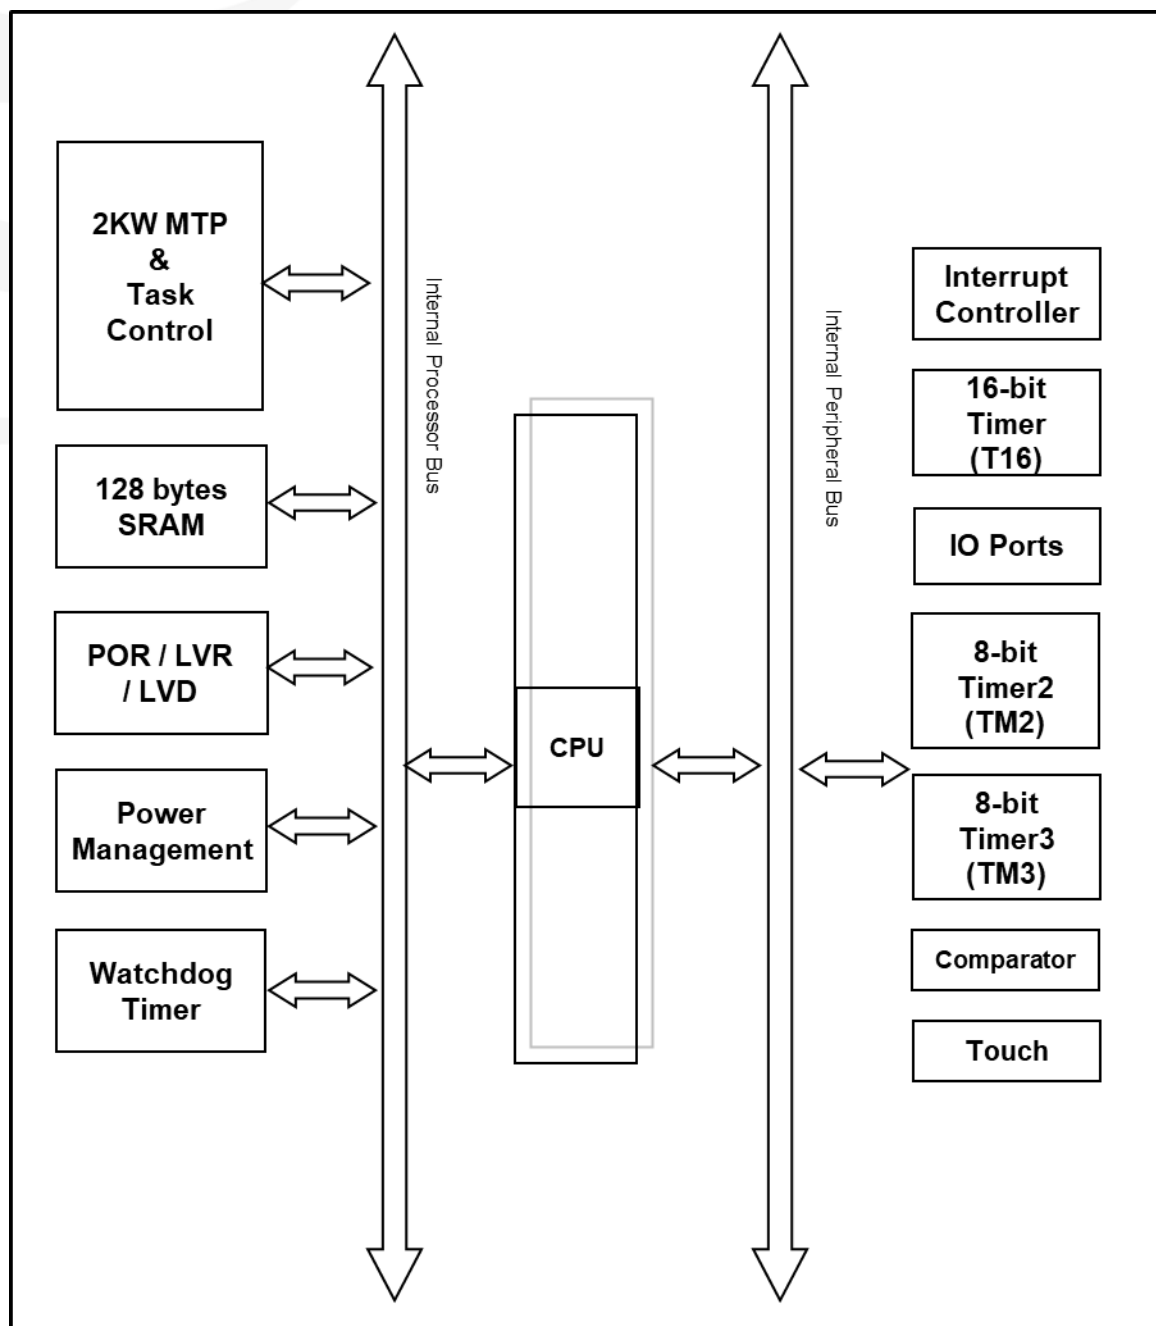 2KW MTP
&
Task
Control
128 bytes
SRAM
POR / LVR
/ LVD
Power
Management
Watchdog
Timer
Internal Processor Bus
CPU
Internal Peripheral Bus
Interrupt
Controller
16-bit
Timer
(T16)
IO Ports
8-bit
Timer2
(TM2)
8-bit
Timer3
(TM3)
Comparator
Touch